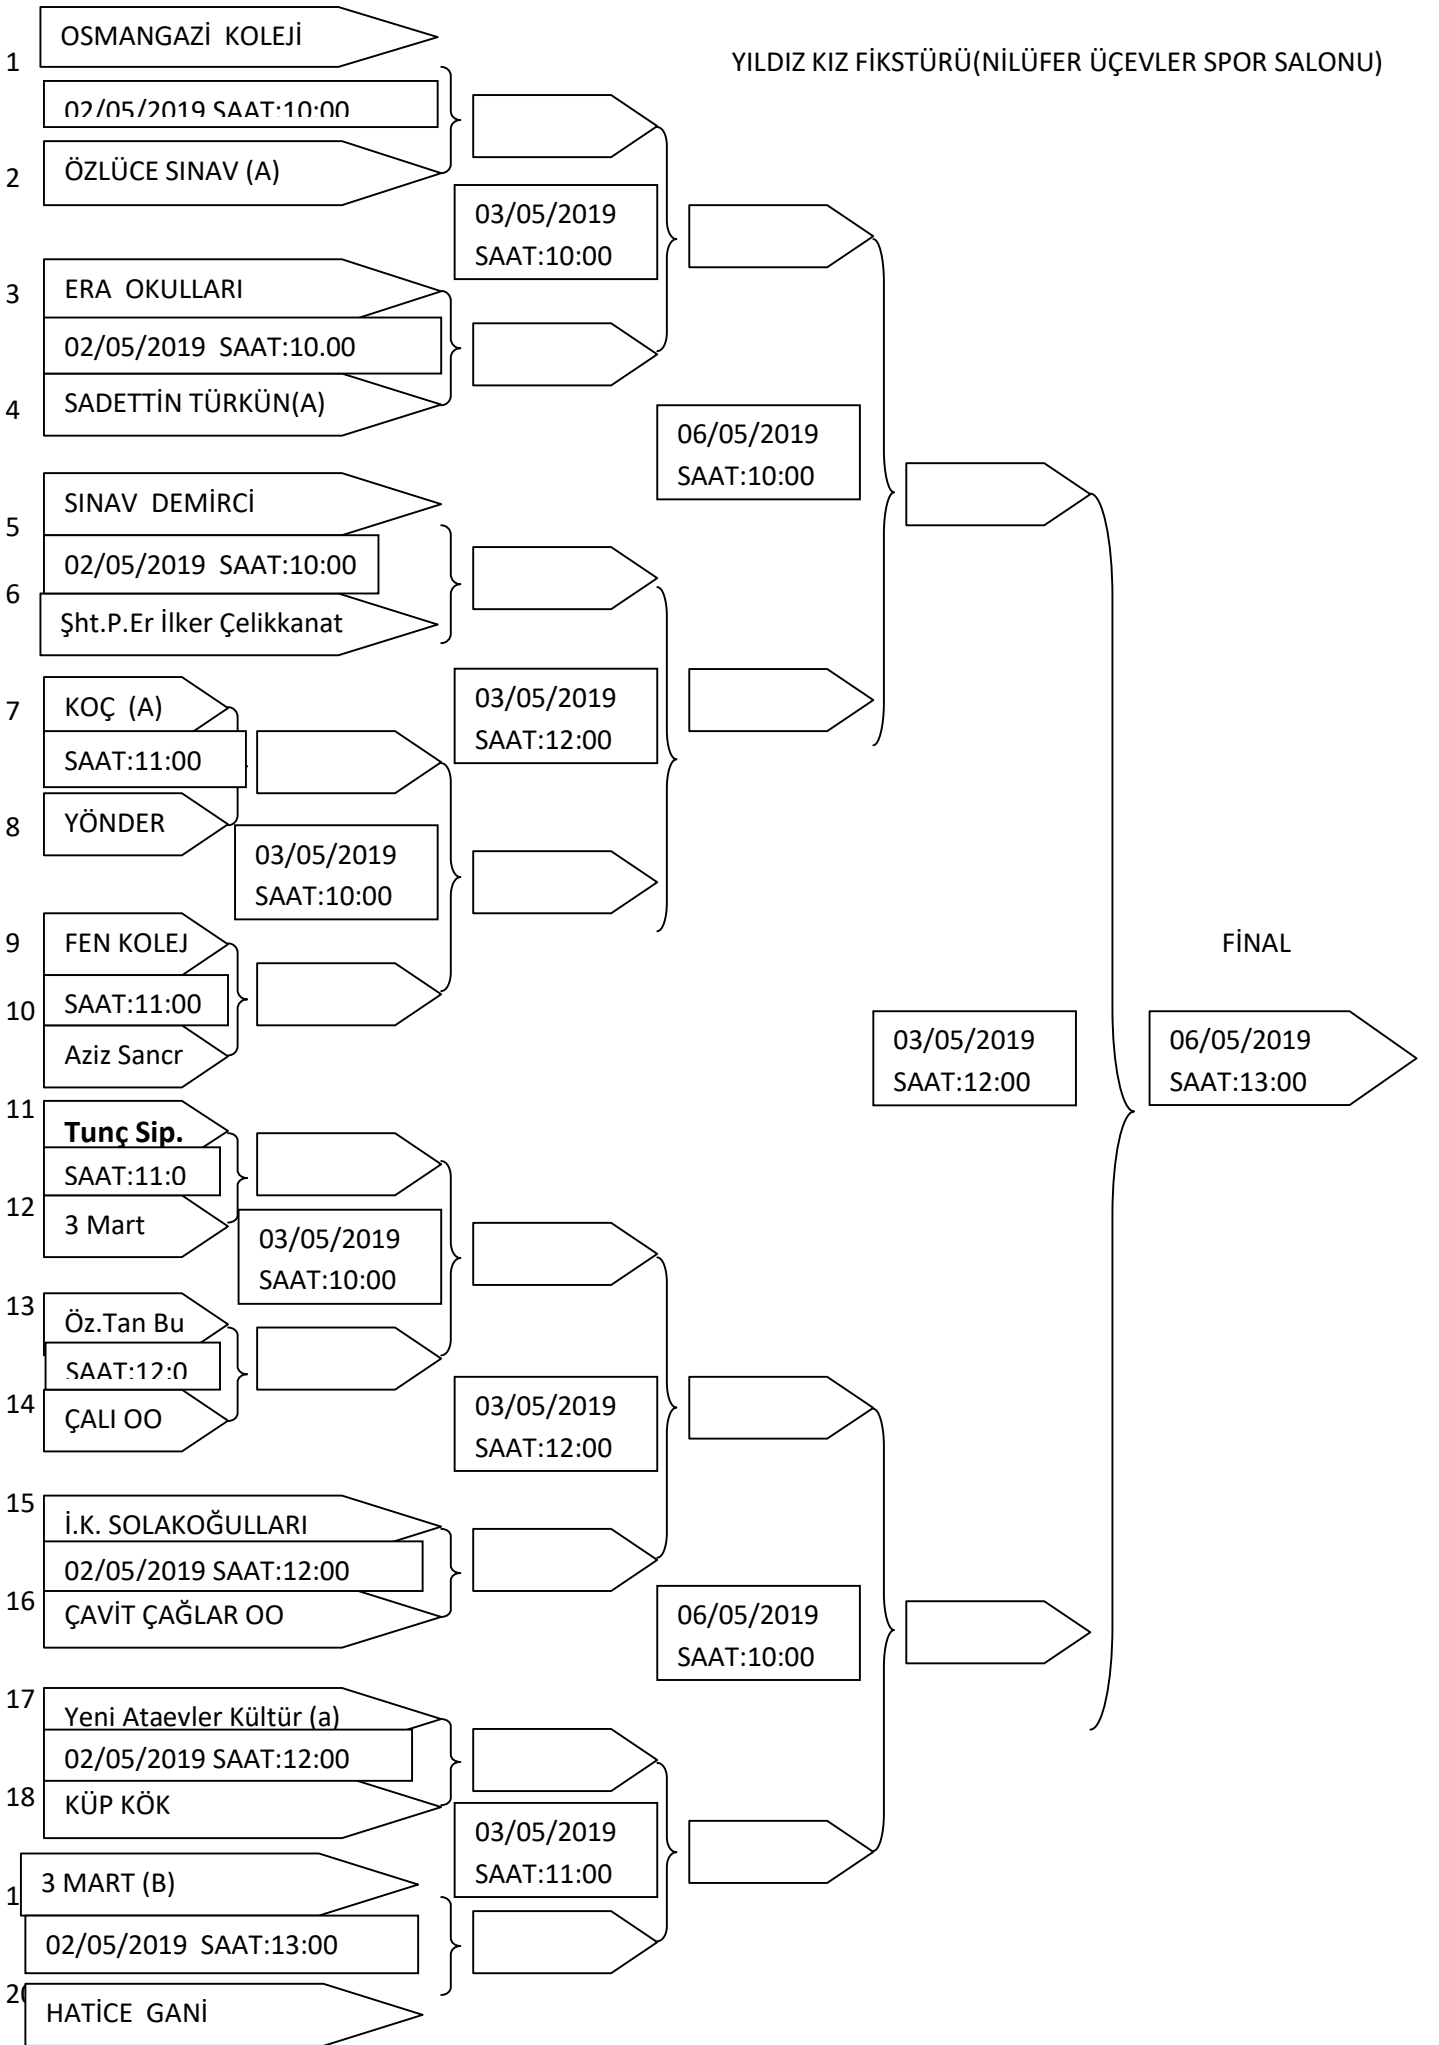 OSMANGAZİ KOLEJİ
1
YILDIZ KIZ FİKSTÜRÜ(NİLÜFER ÜÇEVLER SPOR SALONU)
02/05/2019 SAAT:10:00
2
ÖZLÜCE SINAV (A)
03/05/2019
SAAT:10:00
3
ERA OKULLARI
02/05/2019 SAAT:10.00
4
SADETTİN TÜRKÜN(A)
06/05/2019
SAAT:10:00
SINAV DEMİRCİ
5
02/05/2019 SAAT:10:00
6
Şht.P.Er İlker Çelikkanat
03/05/2019
SAAT:12:00
7
KOÇ (A)
SAAT:11:00
8
YÖNDER
03/05/2019
SAAT:10:00
9
FEN KOLEJ
FİNAL
SAAT:11:00
10
Aziz Sancr
03/05/2019
SAAT:12:00
06/05/2019
SAAT:13:00
11
Tunç Sip.
SAAT:11:0
12
3 Mart
03/05/2019
SAAT:10:00
13
Öz.Tan Bu
SAAT:12:0
14
ÇALI OO
03/05/2019
SAAT:12:00
15
İ.K. SOLAKOĞULLARI
02/05/2019 SAAT:12:00
16
ÇAVİT ÇAĞLAR OO
06/05/2019
SAAT:10:00
17
Yeni Ataevler Kültür (a)
02/05/2019 SAAT:12:00
18
KÜP KÖK
03/05/2019
SAAT:11:00
3 MART (B)
1
02/05/2019 SAAT:13:00
20
HATİCE GANİ